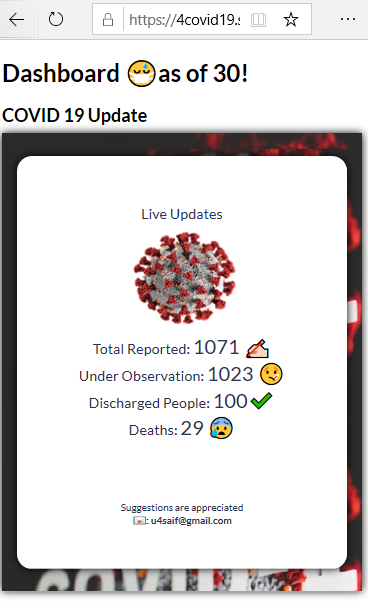 https://4covid19.s
Dashboard 😷as of 30!
COVID 19 Update
Live Updates
Total Reported: 1071 ✍
Under Observation: 1023 🤒
Discharged People: 100✔
Deaths: 29 😰
Suggestions are appreciated
💌: u4saif@gmail.com